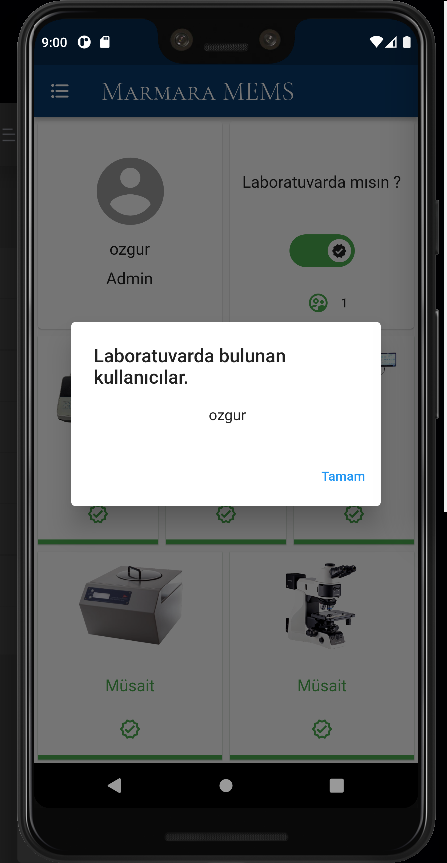 9:00
MARMARA MEMS
Laboratuvarda mısın ?
ozgur
Admin
1
Laboratuvarda bulunan
kullanıcılar.
ozgur
Tamam
Müsait
Müsait